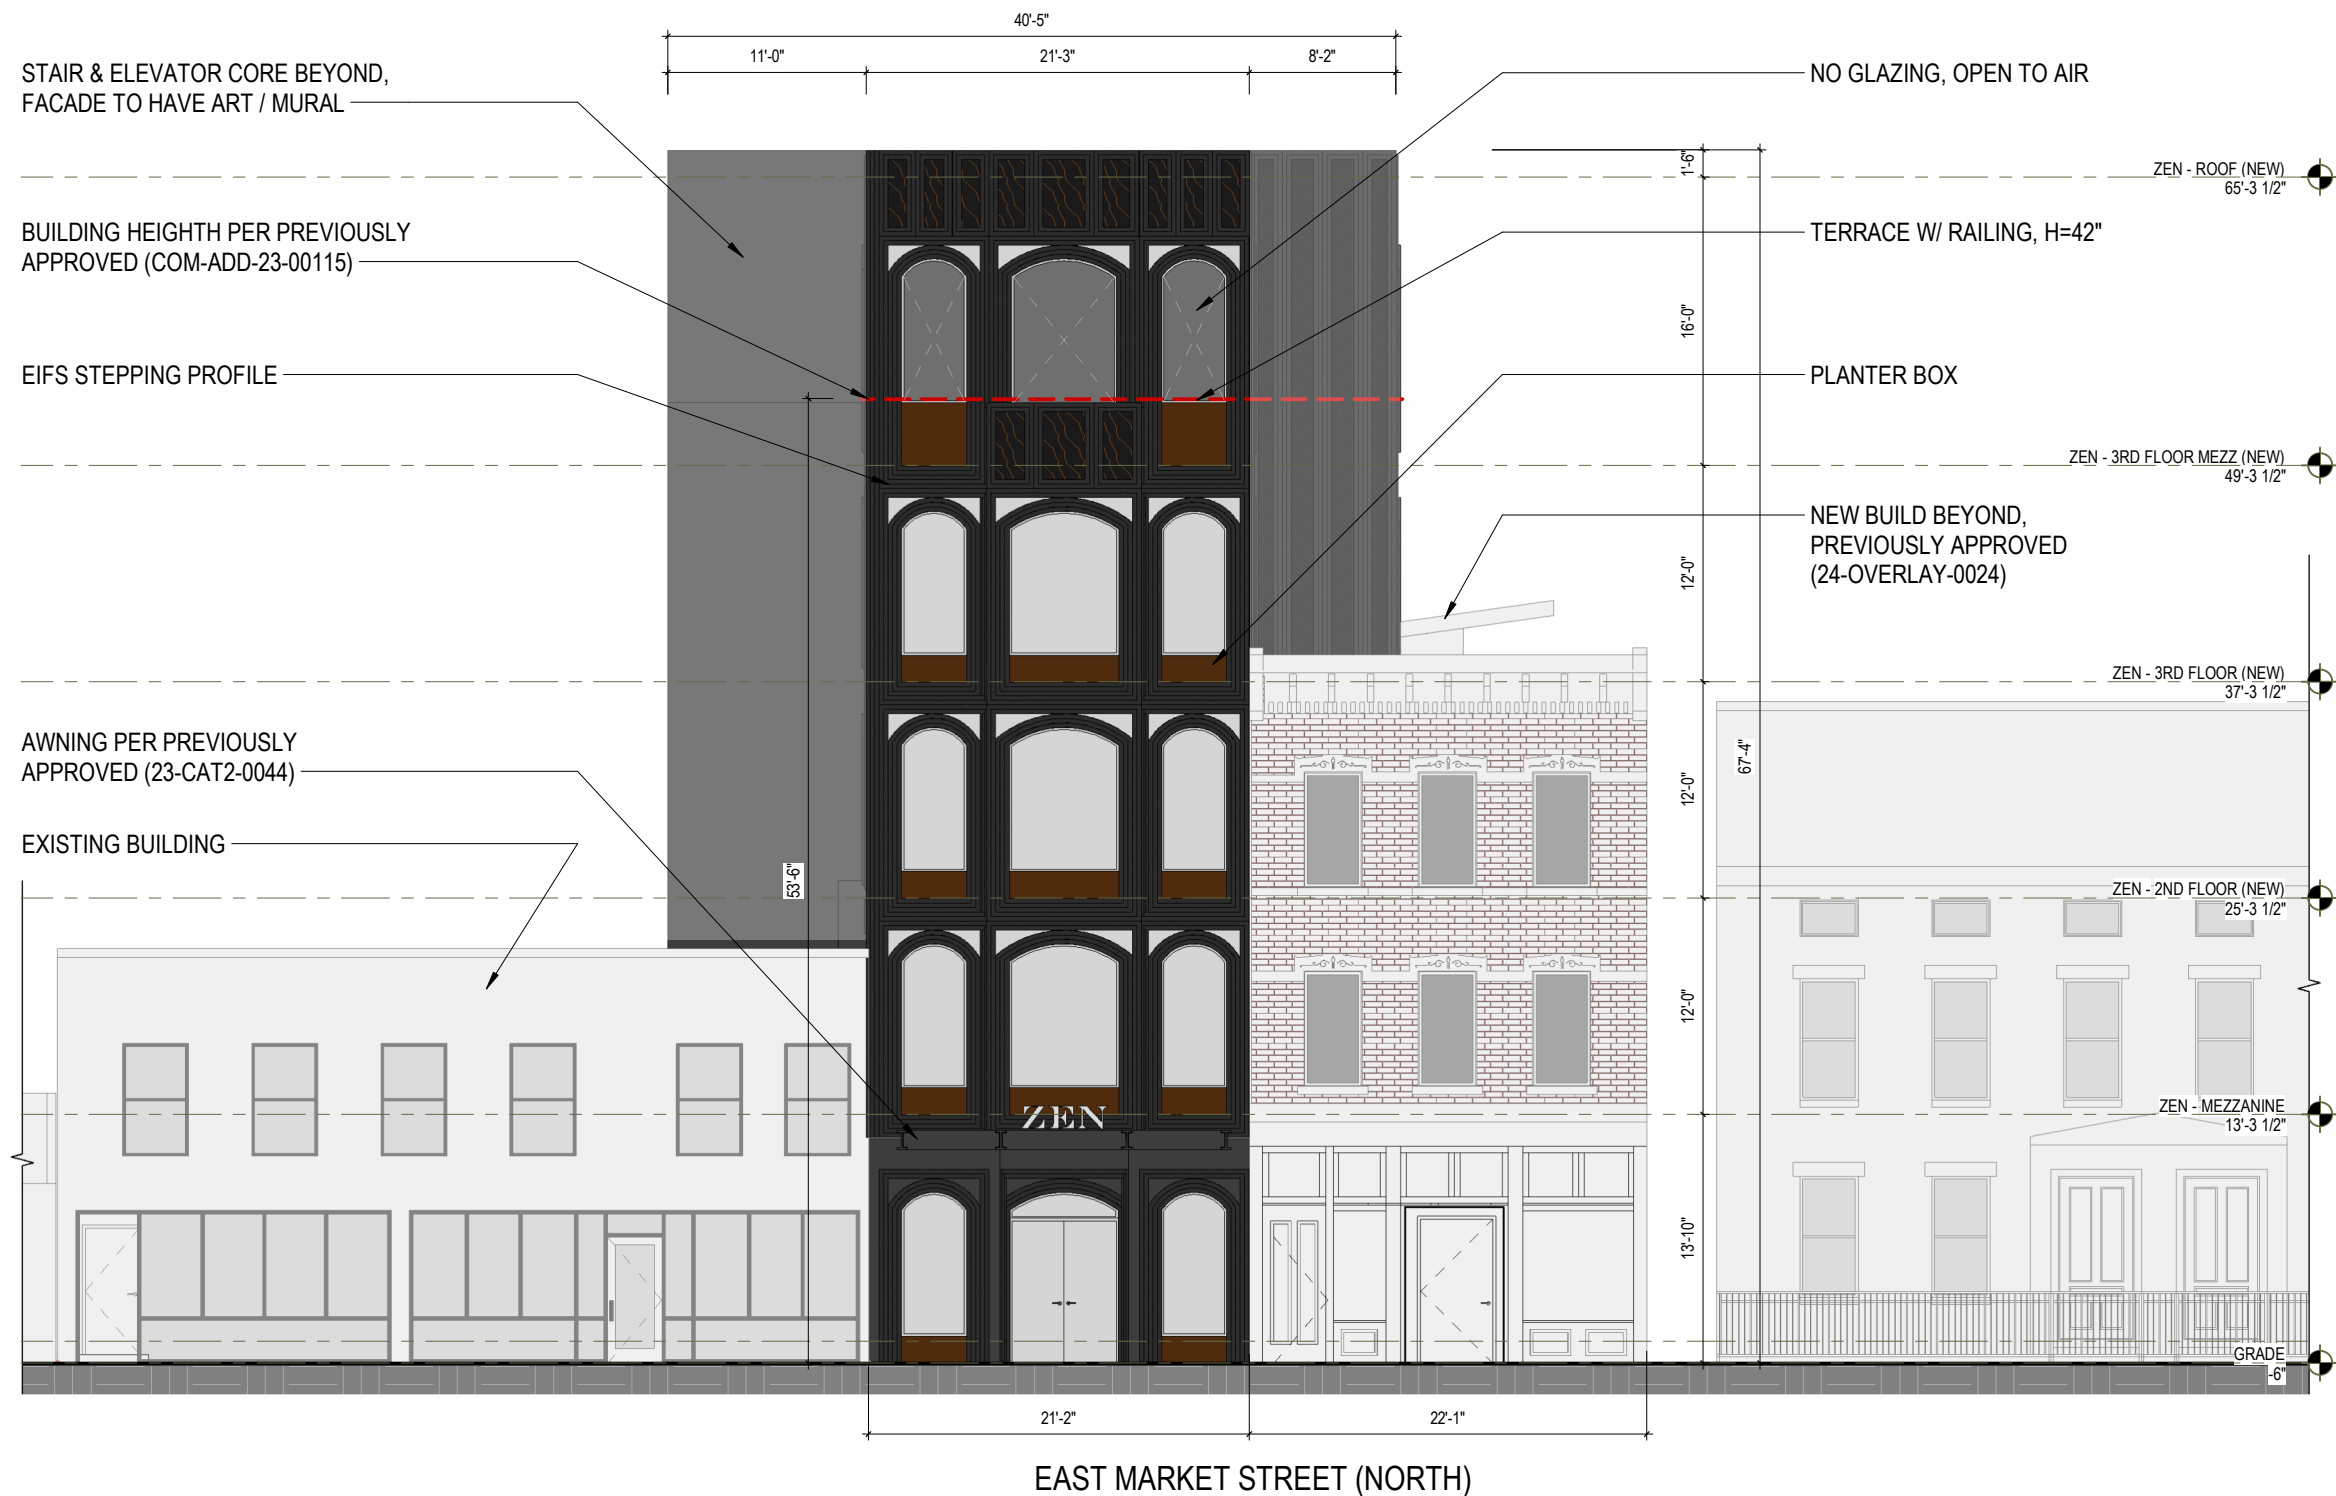 40'-5"
11'-0"
21'-3"
8'-2"
STAIR & ELEVATOR CORE BEYOND,
FACADE TO HAVE ART / MURAL
NO GLAZING, OPEN TO AIR
1'-6"
ZEN - ROOF (NEW)
65'-3 1/2"
BUILDING HEIGHTH PER PREVIOUSLY
APPROVED (COM-ADD-23-00115)
TERRACE W/ RAILING, H=42"
16'-0"
EIFS STEPPING PROFILE
PLANTER BOX
ZEN - 3RD FLOOR MEZZ (NEW)
49'-3 1/2"
NEW BUILD BEYOND,
PREVIOUSLY APPROVED
(24-OVERLAY-0024)
12'-0"
ZEN - 3RD FLOOR (NEW)
37'-3 1/2"
AWNING PER PREVIOUSLY
APPROVED (23-CAT2-0044)
67'-4"
12'-0"
EXISTING BUILDING
53'-6"
ZEN - 2ND FLOOR (NEW)
25'-3 1/2"
12'-0"
ZEN
ZEN - MEZZANINE
13'-3 1/2"
13'-10"
GRADE
-6"
21'-2"
22'-1"
EAST MARKET STREET (NORTH)